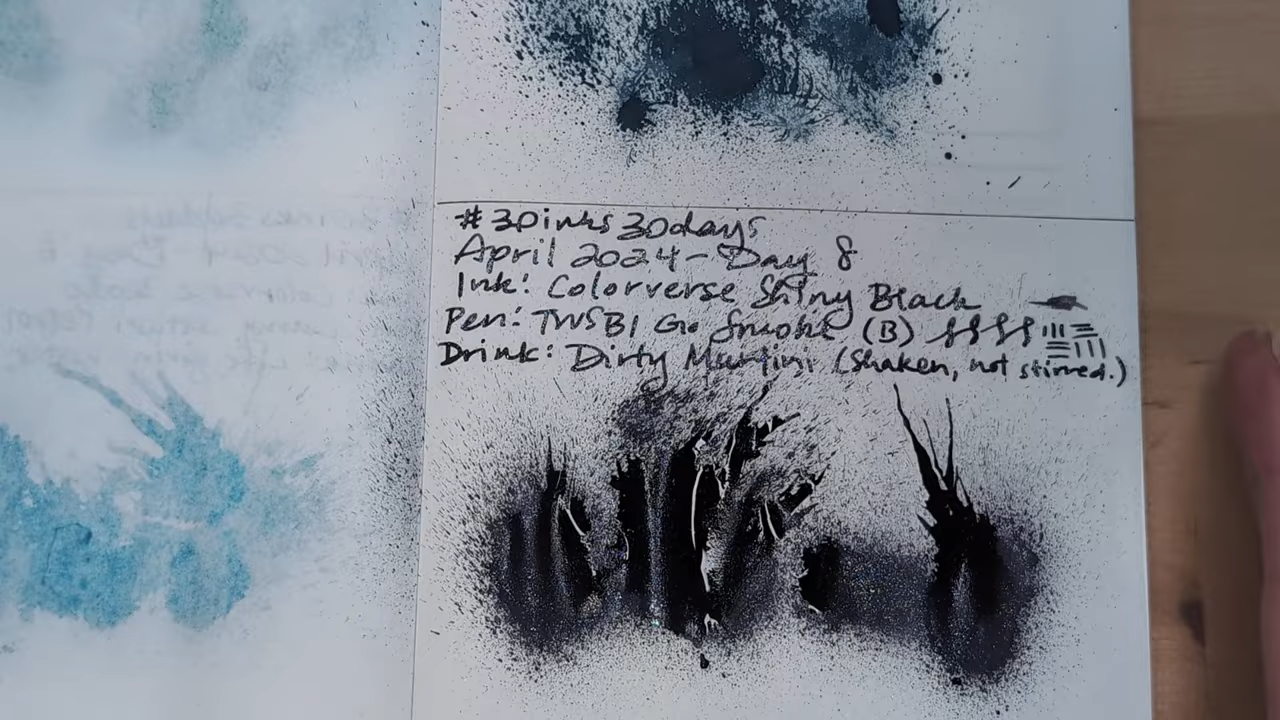 #30inks30days
April 2024 - Day 8
Ink: Colorverse Shiny Black
Pen: TWSBI Go Smoke (B)
Drink: Dirty Martini (Shaken, not stirred.)